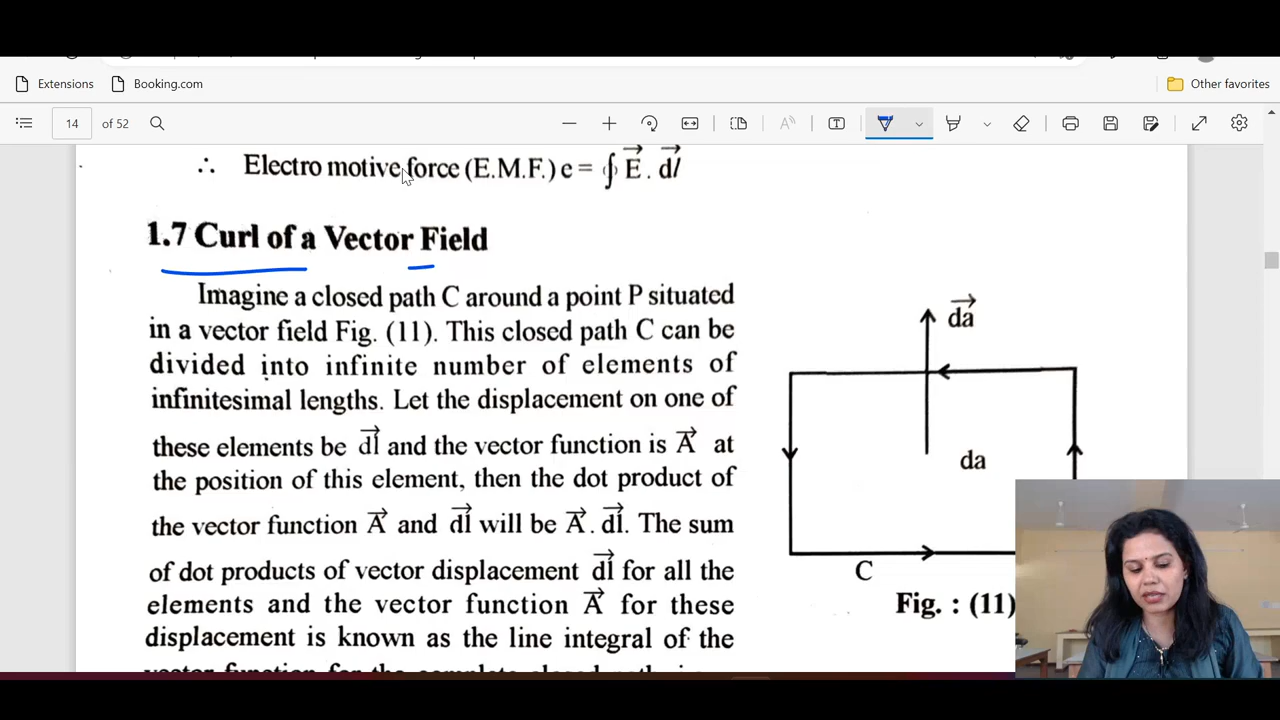 Extensions
Booking.com
Other favorites
14 of 52
∴ Electro motive force (E.M.F.) e = ∮ E⃗ . dl⃗
1.7 Curl of a Vector Field
Imagine a closed path C around a point P situated
in a vector field Fig. (11). This closed path C can be
divided into infinite number of elements of
infinitesimal lengths. Let the displacement on one of
these elements be dl⃗ and the vector function is A⃗ at
the position of this element, then the dot product of
the vector function A⃗ and dl⃗ will be A⃗ . dl⃗. The sum
of dot products of vector displacement dl⃗ for all the
elements and the vector function A⃗ for these
displacement is known as the line integral of the
da⃗
da
C
Fig. : (11)